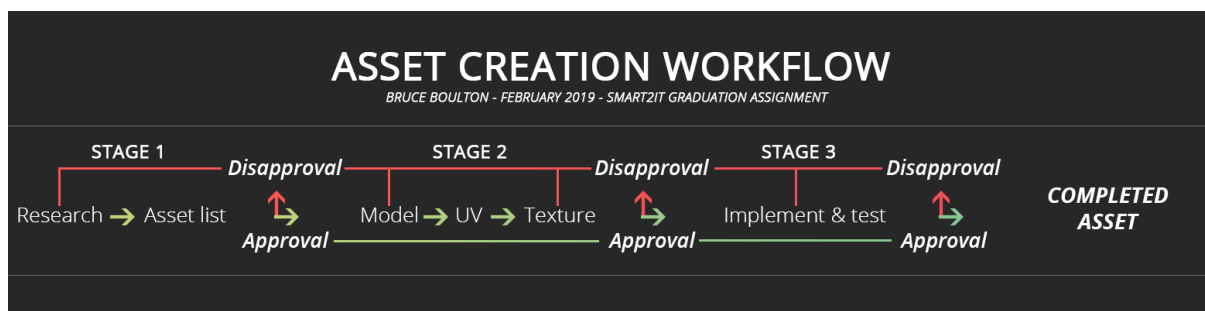 ASSET CREATION WORKFLOW
BRUCE BOULTON - FEBRUARY 2019 - SMART2IT GRADUATION ASSIGNMENT
STAGE 1
Disapproval
STAGE 2
Disapproval
STAGE 3
Disapproval
Research
Asset list
Model
UV
Texture
Implement & test
Approval
Approval
Approval
COMPLETED
ASSET